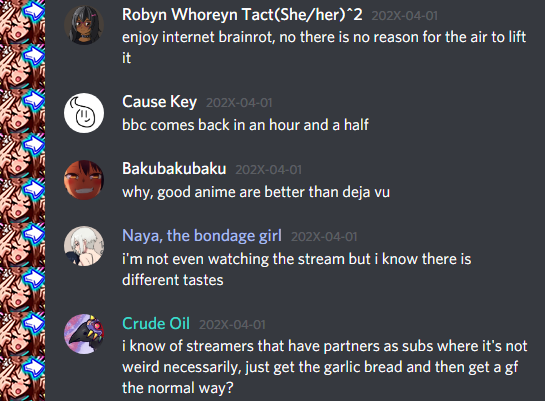 Robyn Whoreyn Tact(She/her)^2 202X-04-01
enjoy internet brainrot, no there is no reason for the air to lift
it
Cause Key 202X-04-01
bbc comes back in an hour and a half
Bakubakubaku 202X-04-01
why, good anime are better than deja vu
Naya, the bondage girl 202X-04-01
i'm not even watching the stream but i know there is
different tastes
Crude Oil 202X-04-01
i know of streamers that have partners as subs where it's not
weird necessarily, just get the garlic bread and then get a gf
the normal way?